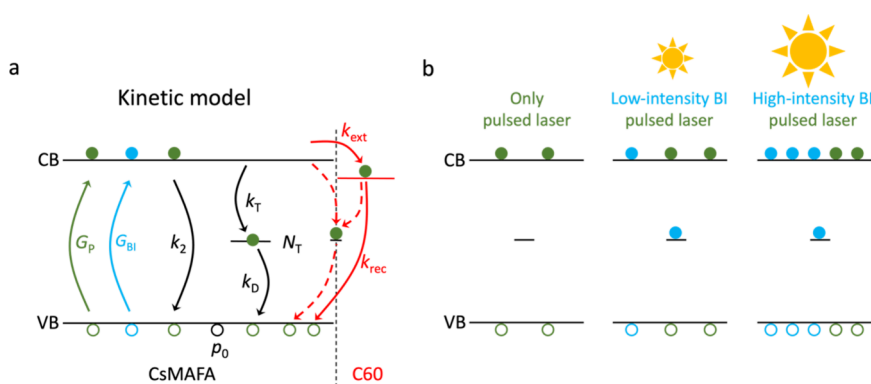 a
Kinetic model
CB
G_P
G_BI
k_2
k_T
N_T
k_D
k_ext
k_rec
VB
p_0
CsMAFA
C60
b
Only
pulsed laser
Low-intensity BI
pulsed laser
High-intensity BI
pulsed laser
CB
VB